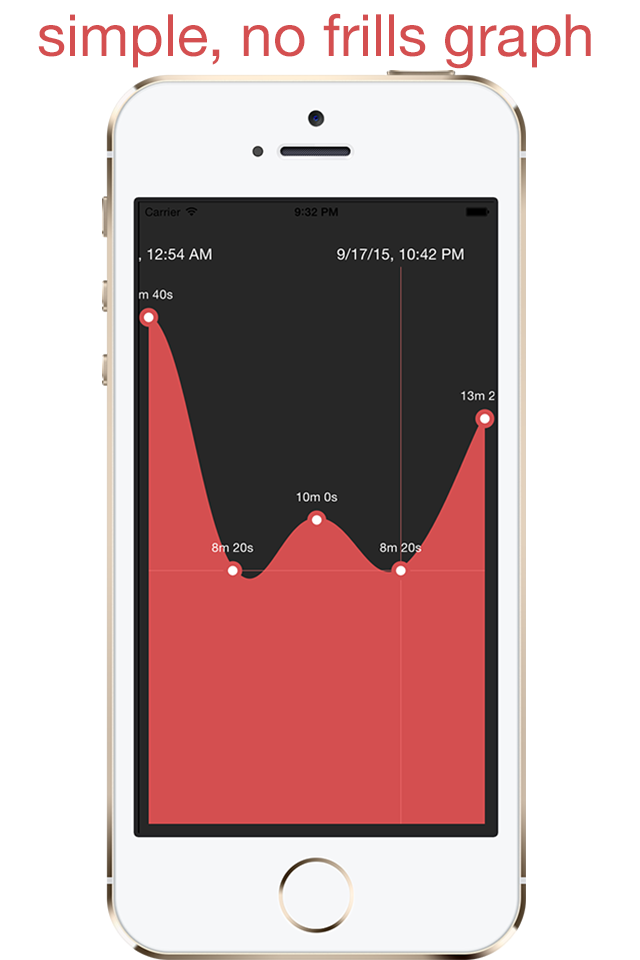 simple, no frills graph
Carrier 9:32 PM
, 12:54 AM 9/17/15, 10:42 PM
m 40s
13m 2
10m 0s
8m 20s 8m 20s